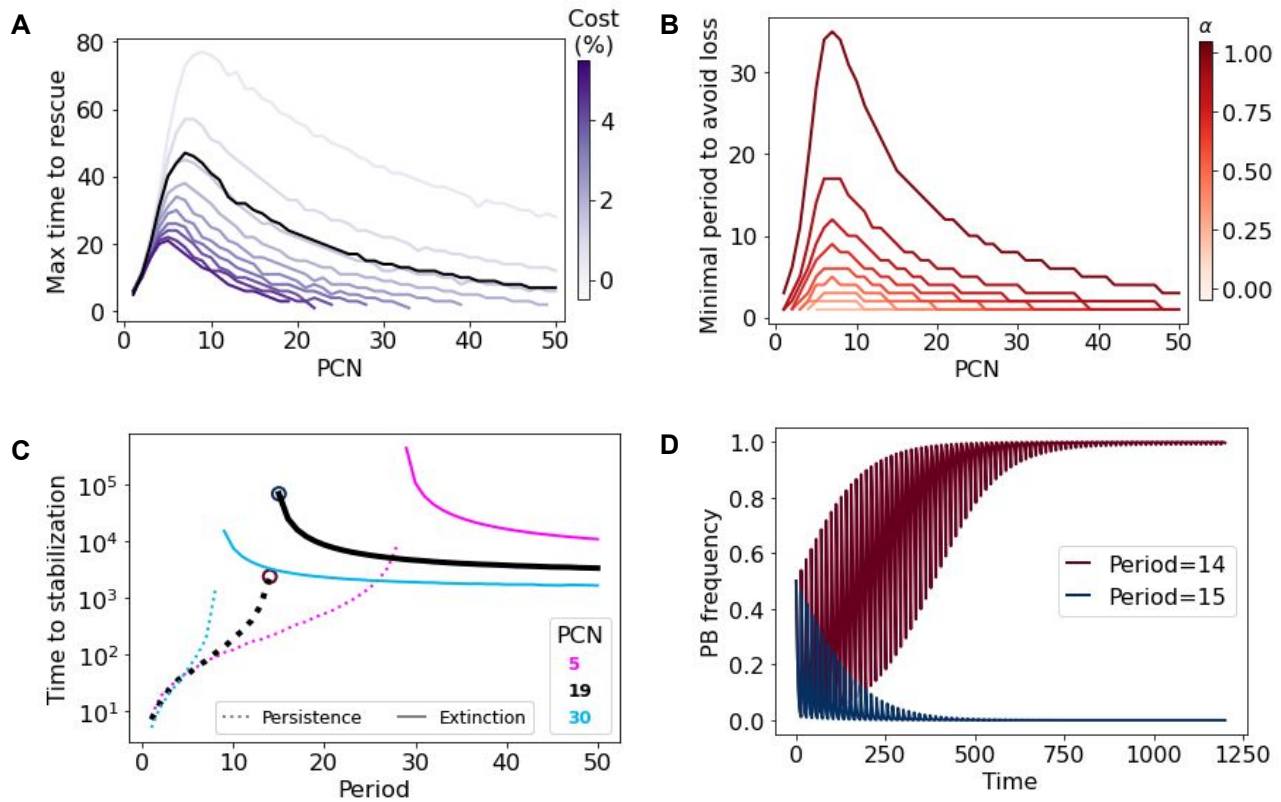 A
Cost
(%)
Max time to rescue
80
60
40
20
0
4
2
0
0
10
20
30
40
50
PCN
B
α
Minimal period to avoid loss
30
20
10
0
1.00
0.75
0.50
0.25
0.00
0
10
20
30
40
50
PCN
C
Time to stabilization
10⁵
10⁴
10³
10²
10¹
PCN
5
19
30
Persistence
Extinction
0
10
20
30
40
50
Period
D
PB frequency
1.0
0.8
0.6
0.4
0.2
0.0
Period=14
Period=15
0
250
500
750
1000
1250
Time